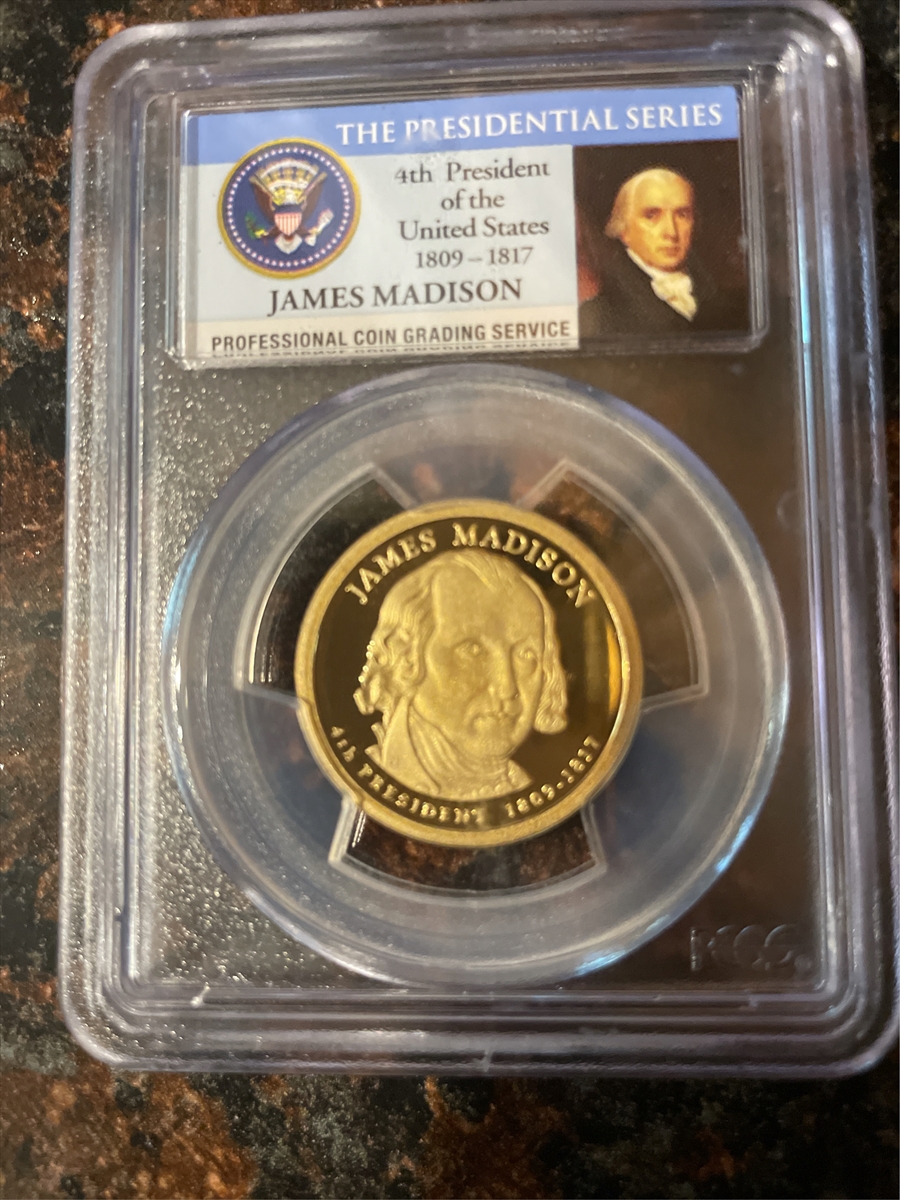 THE PRESIDENTIAL SERIES
4th President
of the
United States
1809 – 1817
JAMES MADISON
PROFESSIONAL COIN GRADING SERVICE
JAMES MADISON
4th PRESIDENT 1809-1817
PCGS